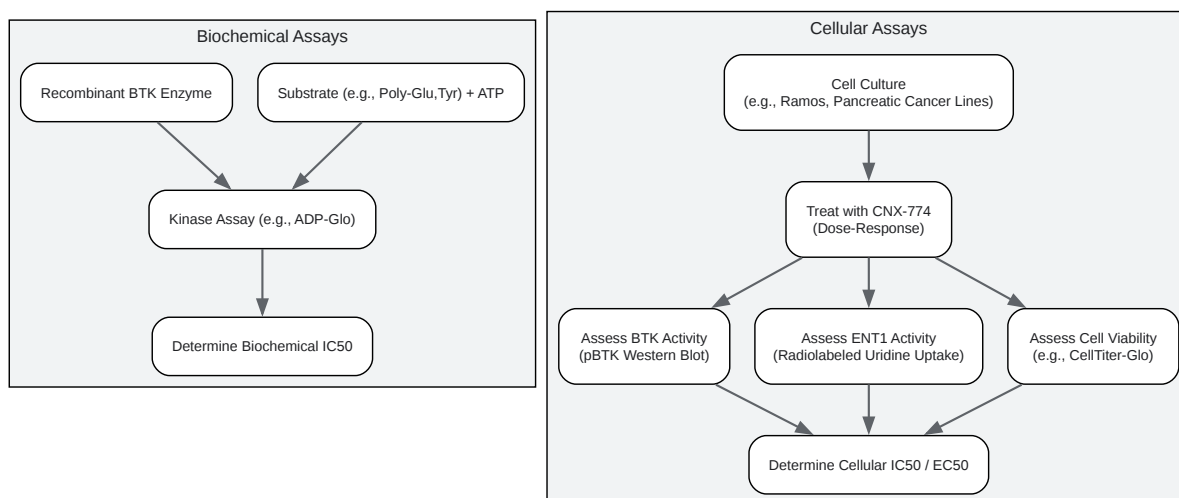 Biochemical Assays
Recombinant BTK Enzyme
Substrate (e.g., Poly-Glu,Tyr) + ATP
Kinase Assay (e.g., ADP-Glo)
Determine Biochemical IC50
Cellular Assays
Cell Culture
(e.g., Ramos, Pancreatic Cancer Lines)
Treat with CNX-774
(Dose-Response)
Assess BTK Activity
(pBTK Western Blot)
Assess ENT1 Activity
(Radiolabeled Uridine Uptake)
Assess Cell Viability
(e.g., CellTiter-Glo)
Determine Cellular IC50 / EC50